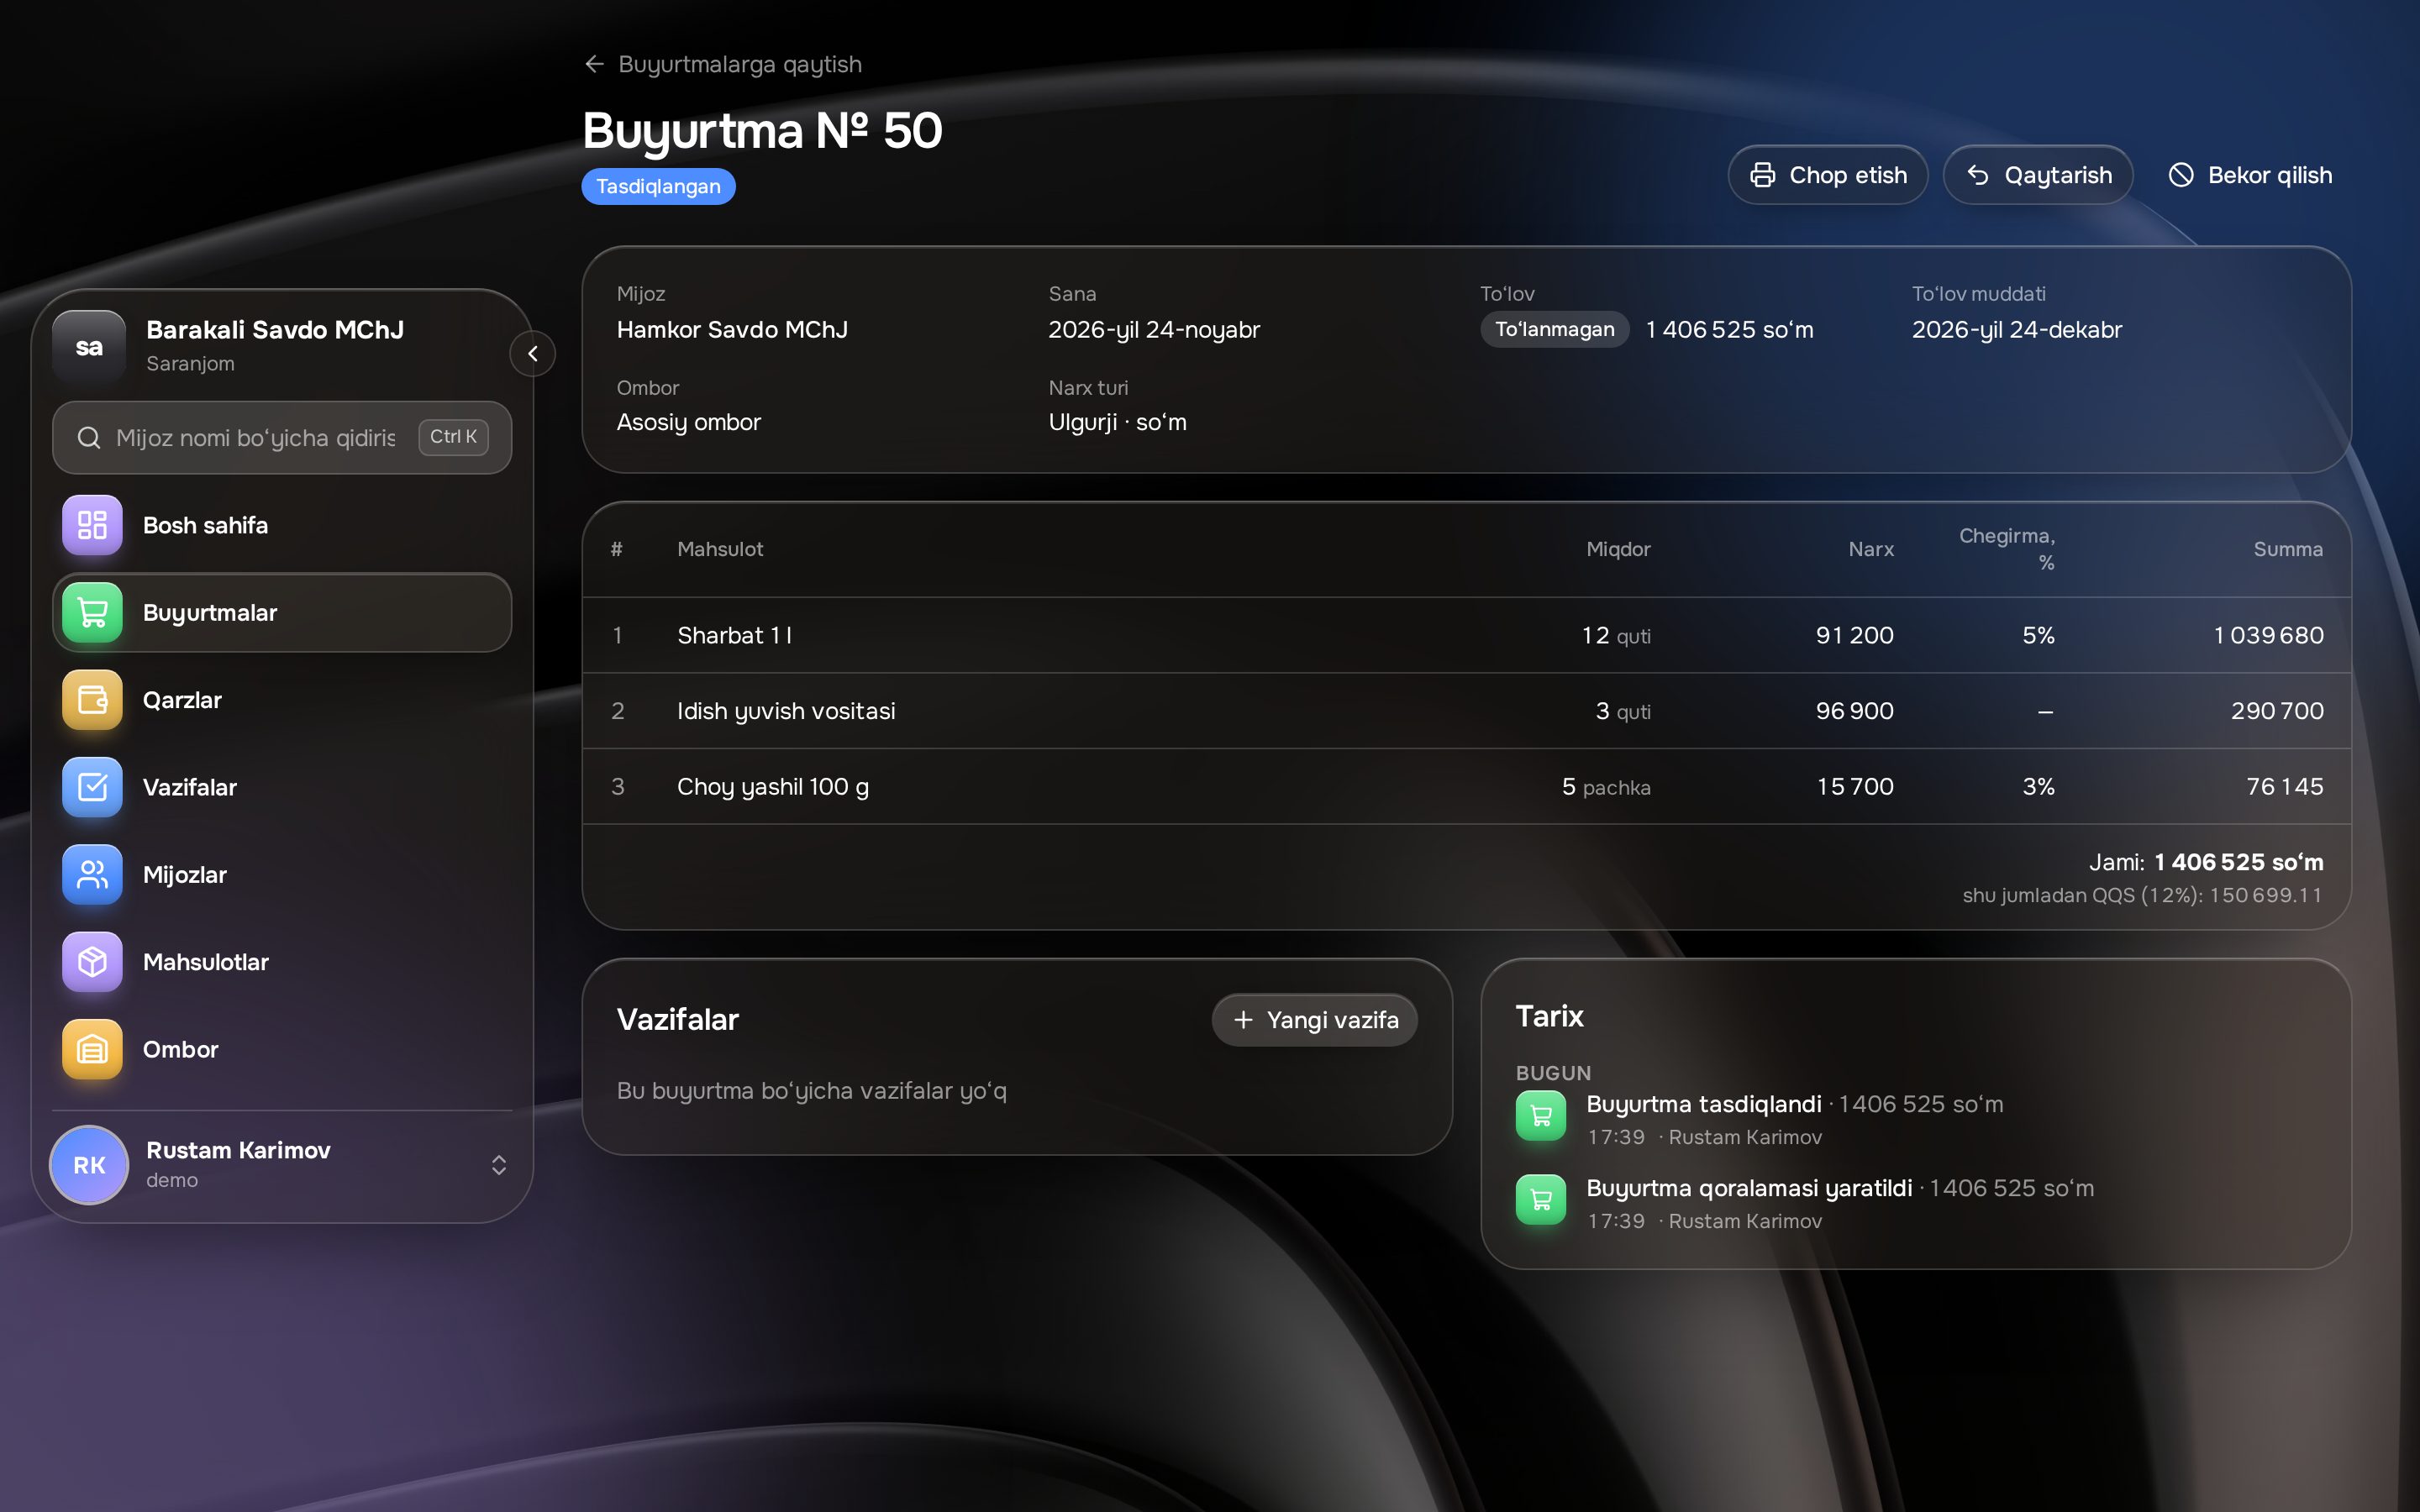 Buyurtmalarga qaytish
Buyurtma № 50
Tasdiqlangan
Chop etish
Qaytarish
Bekor qilish
sa
Barakali Savdo MChJ
Saranjom
Mijoz nomi bo‘yicha qidiris
Ctrl K
Bosh sahifa
Buyurtmalar
Qarzlar
Vazifalar
Mijozlar
Mahsulotlar
Ombor
RK
Rustam Karimov
demo
Mijoz
Hamkor Savdo MChJ
Sana
2026-yil 24-noyabr
To‘lov
To‘lanmagan 1 406 525 so‘m
To‘lov muddati
2026-yil 24-dekabr
Ombor
Asosiy ombor
Narx turi
Ulgurji · so‘m
# Mahsulot Miqdor Narx Chegirma, % Summa
1 Sharbat 1 l 12 quti 91 200 5% 1 039 680
2 Idish yuvish vositasi 3 quti 96 900 — 290 700
3 Choy yashil 100 g 5 pachka 15 700 3% 76 145
Jami: 1 406 525 so‘m
shu jumladan QQS (12%): 150 699.11
Vazifalar
Yangi vazifa
Bu buyurtma bo‘yicha vazifalar yo‘q
Tarix
BUGUN
Buyurtma tasdiqlandi · 1 406 525 so‘m
17:39 · Rustam Karimov
Buyurtma qoralamasi yaratildi · 1 406 525 so‘m
17:39 · Rustam Karimov